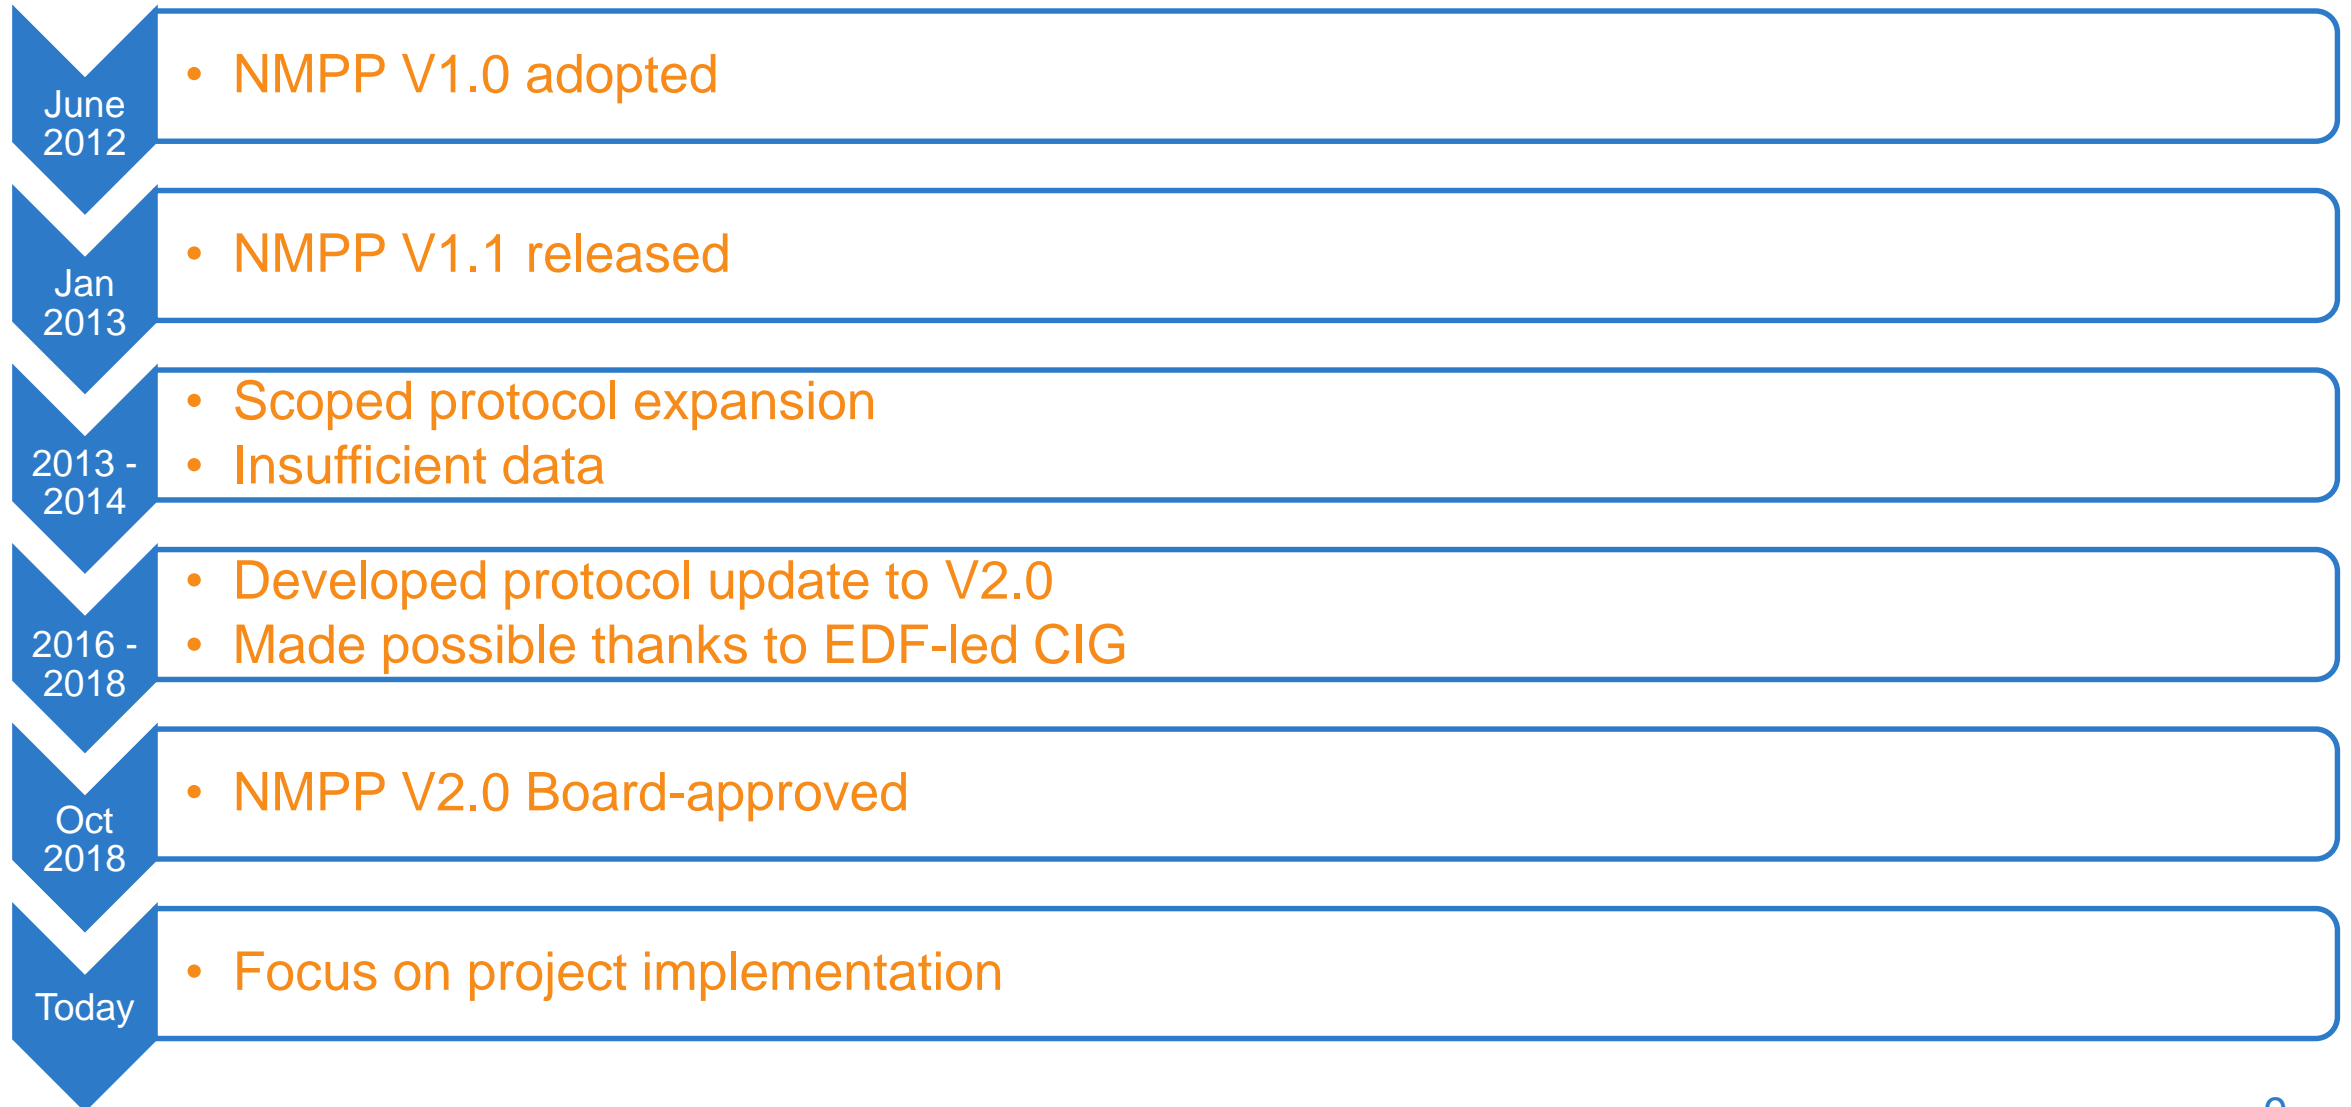 June
2012
• NMPP V1.0 adopted
Jan
2013
• NMPP V1.1 released
2013 -
2014
• Scoped protocol expansion
• Insufficient data
2016 -
2018
• Developed protocol update to V2.0
• Made possible thanks to EDF-led CIG
Oct
2018
• NMPP V2.0 Board-approved
Today
• Focus on project implementation